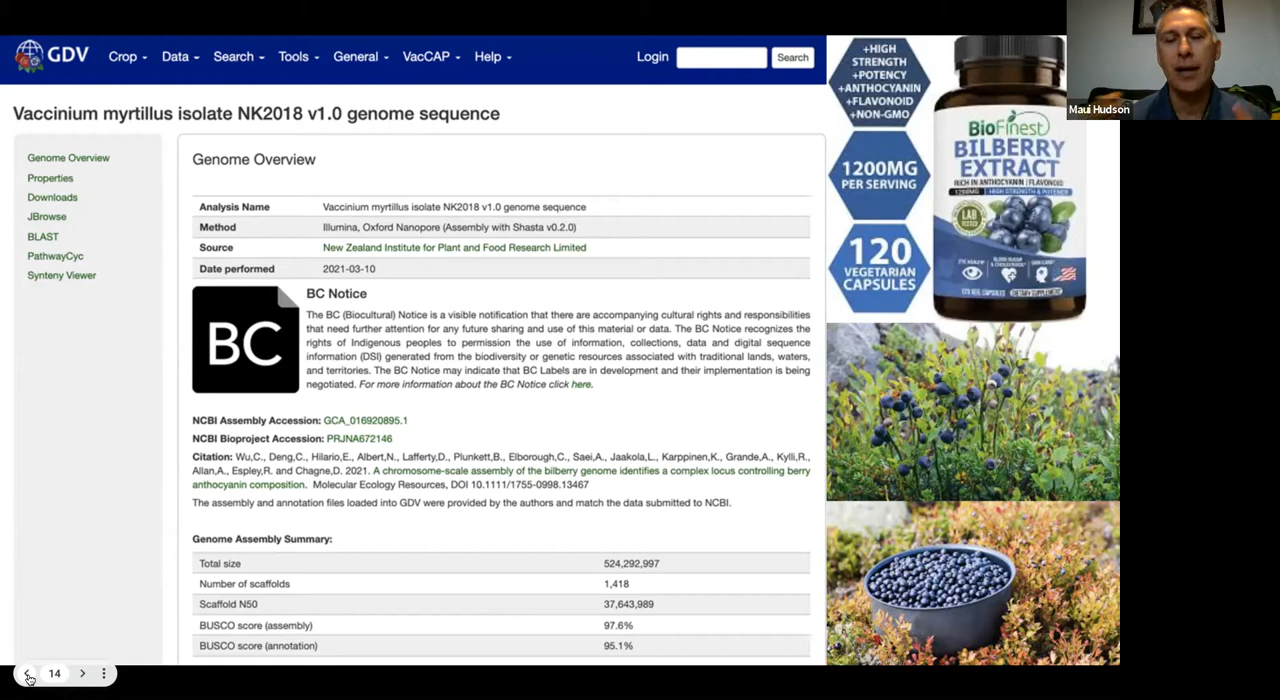 GDV Crop Data Search Tools General VacCAP Help Login Search
Vaccinium myrtillus isolate NK2018 v1.0 genome sequence
Genome Overview
Properties
Downloads
JBrowse
BLAST
PathwayCyc
Synteny Viewer
Genome Overview
Analysis Name Vaccinium myrtillus isolate NK2018 v1.0 genome sequence
Method Illumina, Oxford Nanopore (Assembly with Shasta v0.2.0)
Source New Zealand Institute for Plant and Food Research Limited
Date performed 2021-03-10
BC
BC Notice
The BC (Biocultural) Notice is a visible notification that there are accompanying cultural rights and responsibilities
that need further attention for any future sharing and use of this material or data. The BC Notice recognizes the
rights of Indigenous peoples to permission the use of information, collections, data and digital sequence
information (DSI) generated from the biodiversity or genetic resources associated with traditional lands, waters,
and territories. The BC Notice may indicate that BC Labels are in development and their implementation is being
negotiated. For more information about the BC Notice click here.
NCBI Assembly Accession: GCA_016920895.1
NCBI Bioproject Accession: PRJNA672146
Citation: Wu,C., Deng,C., Hilario,E., Albert,N., Lafferty,D., Plunkett,B., Elborough,C., Saei,A., Jaakola,L., Karppinen,K., Grande,A., Kylli,R.,
Allan,A., Espley,R. and Chagne,D. 2021. A chromosome-scale assembly of the bilberry genome identifies a complex locus controlling berry
anthocyanin composition. Molecular Ecology Resources, DOI 10.1111/1755-0998.13467
The assembly and annotation files loaded into GDV were provided by the authors and match the data submitted to NCBI.
Genome Assembly Summary:
Total size 524,292,997
Number of scaffolds 1,418
Scaffold N50 37,643,989
BUSCO score (assembly) 97.6%
BUSCO score (annotation) 95.1%
14
+HIGH
STRENGTH
+POTENCY
+ANTHOCYANIN
+FLAVONOID
+NON-GMO
1200MG
PER SERVING
120
VEGETARIAN
CAPSULES
BioFinest
BILBERRY
EXTRACT
RICH IN ANTHOCYANIN | FLAVONOID
1200MG HIGH STRENGTH & POTENCY
LAB
TESTED
DIETARY SUPPLEMENT
Maui Hudson